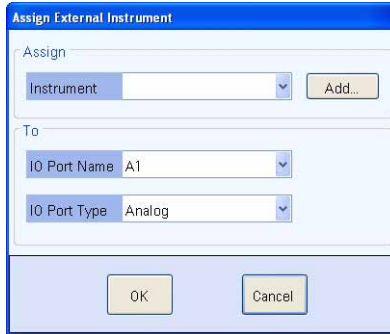 Assign External Instrument
Assign
Instrument
Add...
To
IO Port Name A1
IO Port Type Analog
OK Cancel